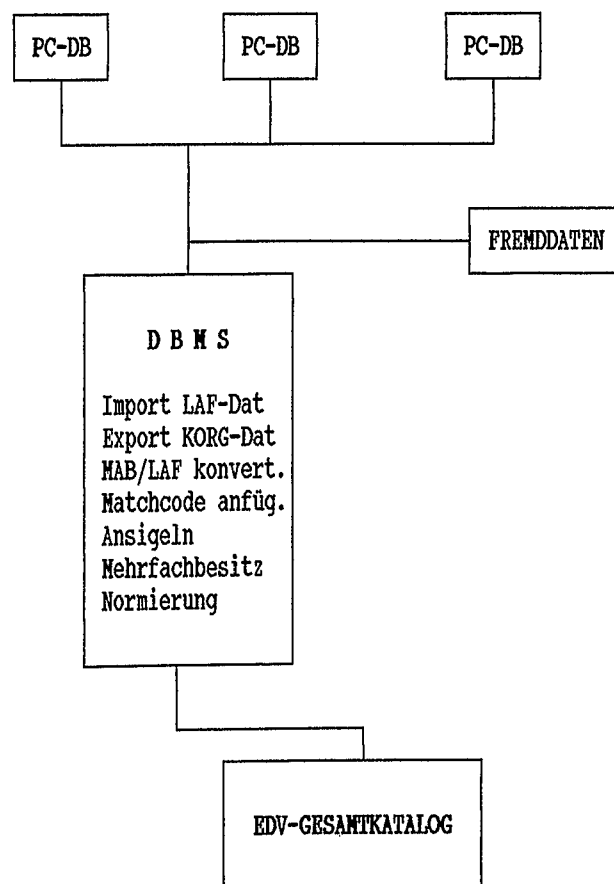 PC-DB PC-DB PC-DB
FREMDDATEN
D B M S
Import LAF-Dat
Export KORG-Dat
MAB/LAF konvert.
Matchcode anfüg.
Ansigeln
Mehrfachbesitz
Normierung
EDV-GESAMTKATALOG